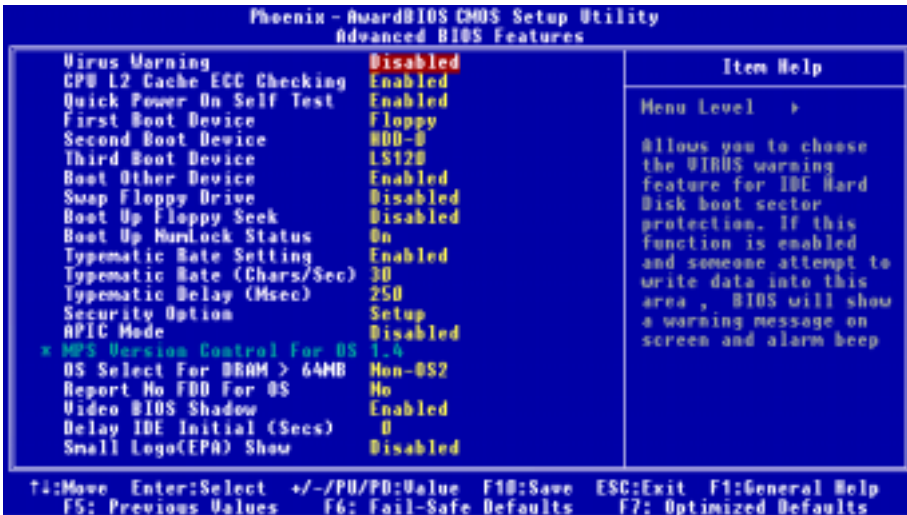 Phoenix - AwardBIOS CMOS Setup Utility
Advanced BIOS Features
Virus Warning Disabled
CPU L2 Cache ECC Checking Enabled
Quick Power On Self Test Enabled
First Boot Device Floppy
Second Boot Device HDD-0
Third Boot Device LS120
Boot Other Device Enabled
Swap Floppy Drive Disabled
Boot Up Floppy Seek Disabled
Boot Up NumLock Status On
Typematic Rate Setting Enabled
Typematic Rate (Chars/Sec) 30
Typematic Delay (Msec) 250
Security Option Setup
APIC Mode Disabled
x MPS Version Control For OS 1.4
OS Select For DRAM > 64MB Non-OS2
Report No FDD For OS No
Video BIOS Shadow Enabled
Delay IDE Initial (Secs) 0
Small Logo(EPA) Show Disabled
Item Help
Menu Level ▸
Allows you to choose
the VIRUS warning
feature for IDE Hard
Disk boot sector
protection. If this
function is enabled
and someone attempt to
write data into this
area , BIOS will show
a warning message on
screen and alarm beep
↑↓:Move Enter:Select +/-/PU/PD:Value F10:Save ESC:Exit F1:General Help
F5: Previous Values F6: Fail-Safe Defaults F7: Optimized Defaults